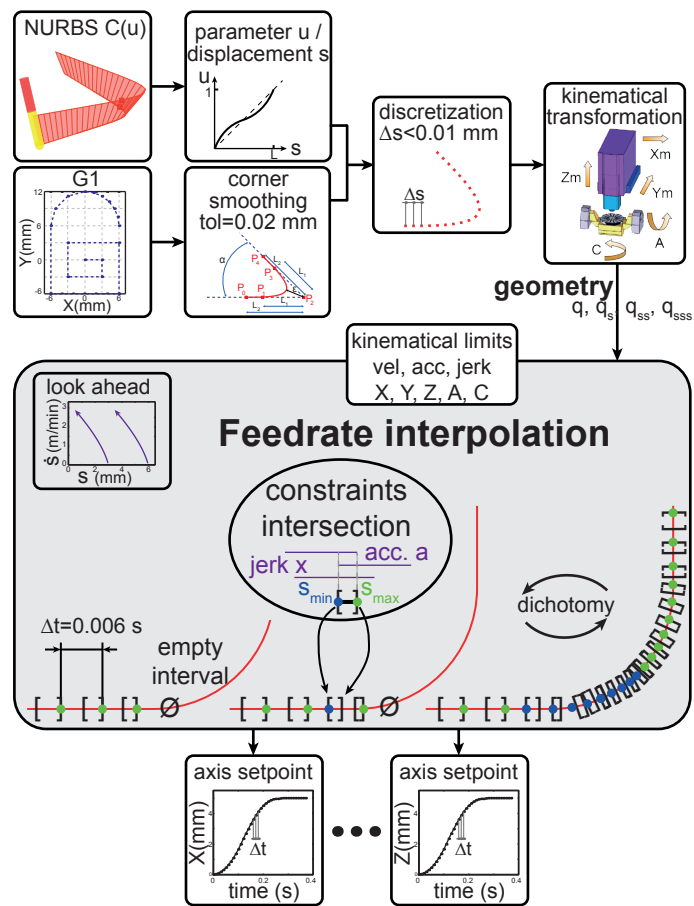 NURBS C(u)
parameter u /
displacement s
u
1
L
s
G1
12
6
0
-6
Y(mm)
-6
0
6
X(mm)
corner
smoothing
tol=0.02 mm
α
P4
P3
L2
L1
P0
P1
P2
L1
L2
discretization
Δs<0.01 mm
Δs
kinematical
transformation
Xm
Zm
Ym
C
A
geometry
q, qs, qss, qsss
kinematical limits
vel, acc, jerk
X, Y, Z, A, C
look ahead
ṡ (m/min)
3
2
1
0
0
2
4
6
s (mm)
Feedrate interpolation
constraints
intersection
acc. a
jerk x
smin
smax
dichotomy
Δt=0.006 s
empty
interval
Ø
Ø
axis setpoint
X(mm)
4
2
0
Δt
0
0.2
0.4
time (s)
axis setpoint
Z(mm)
4
2
0
Δt
0
0.2
0.4
time (s)